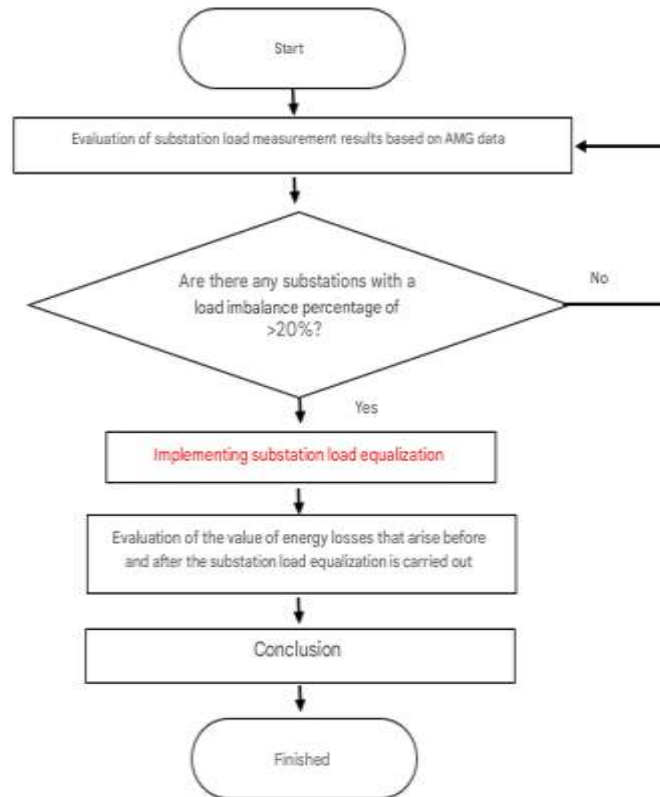 Start
Evaluation of substation load measurement results based on AMG data
Are there any substations with a
load imbalance percentage of
>20%?
No
Yes
Implementing substation load equalization
Evaluation of the value of energy losses that arise before
and after the substation load equalization is carried out
Conclusion
Finished